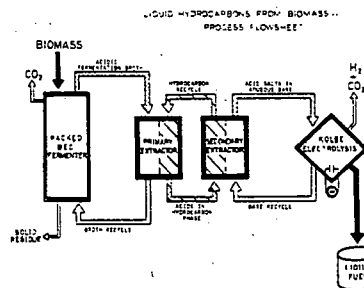 LIQUID HYDROCARBONS FROM BIOMASS
PROCESS FLOWSHEET
BIOMASS
CO2
ACIDIC
FERMENTATION BROTH
HYDROCARBON
RECYCLE
ACID SALTS IN
AQUEOUS BASE
H2
CO2
PACKED
BED
FERMENTER
PRIMARY
EXTRACTOR
SECONDARY
EXTRACTOR
KOLBE
ELECTROLYSIS
SOLID
RESIDUE
BROTH RECYCLE
ACIDS IN
HYDROCARBON
PHASE
BASE RECYCLE
LIQUID
FUEL